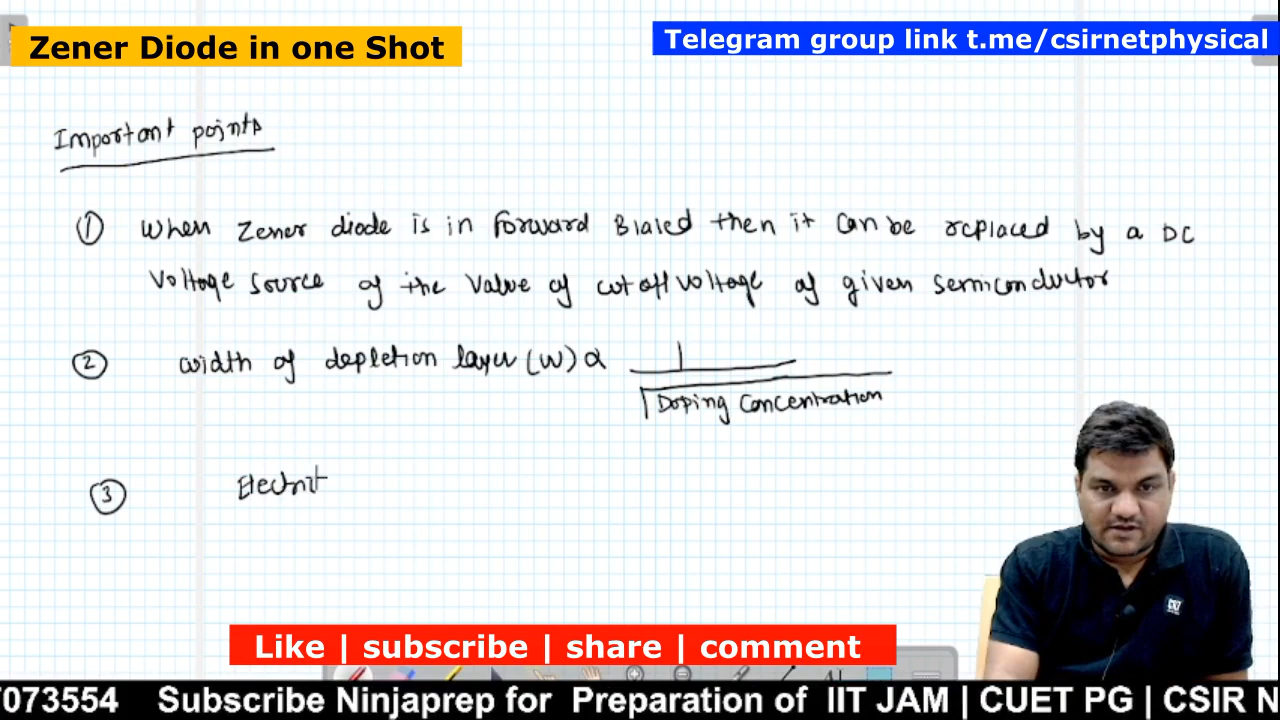 Zener Diode in one Shot
Telegram group link t.me/csirnetphysical
Important points
① When Zener diode is in forward Biased then it can be replaced by a DC
Voltage source of the value of cut off voltage of given semiconductor
② width of depletion layer (W) α 1
√Doping Concentration
③ Electri
Like | subscribe | share | comment
073554 Subscribe Ninjaprep for Preparation of IIT JAM | CUET PG | CSIR N